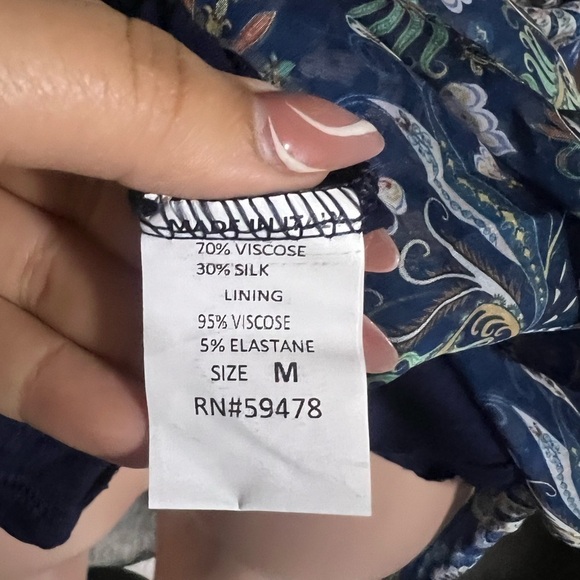 MADE IN ITALY
70% VISCOSE
30% SILK
LINING
95% VISCOSE
5% ELASTANE
SIZE M
RN#59478